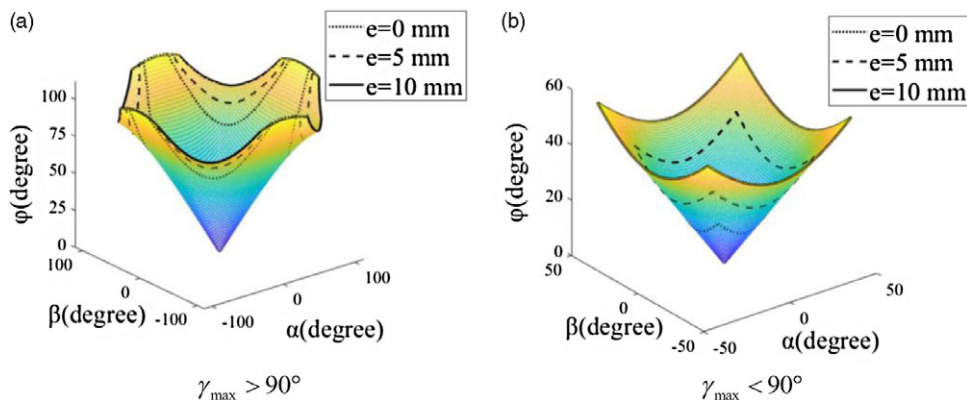 (a)
e=0 mm
e=5 mm
e=10 mm
φ(degree)
100
75
50
25
0
100
0
-100
β(degree)
-100
0
100
α(degree)
γmax > 90°
(b)
e=0 mm
e=5 mm
e=10 mm
φ(degree)
60
40
20
0
50
0
-50
β(degree)
-50
0
50
α(degree)
γmax < 90°